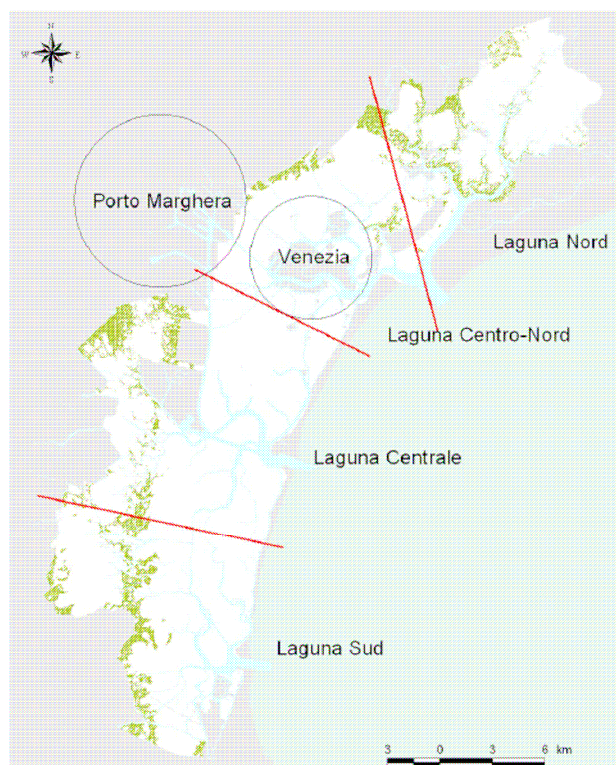 N
W E
S
Porto Marghera
Venezia
Laguna Nord
Laguna Centro-Nord
Laguna Centrale
Laguna Sud
3 0 3 6 km